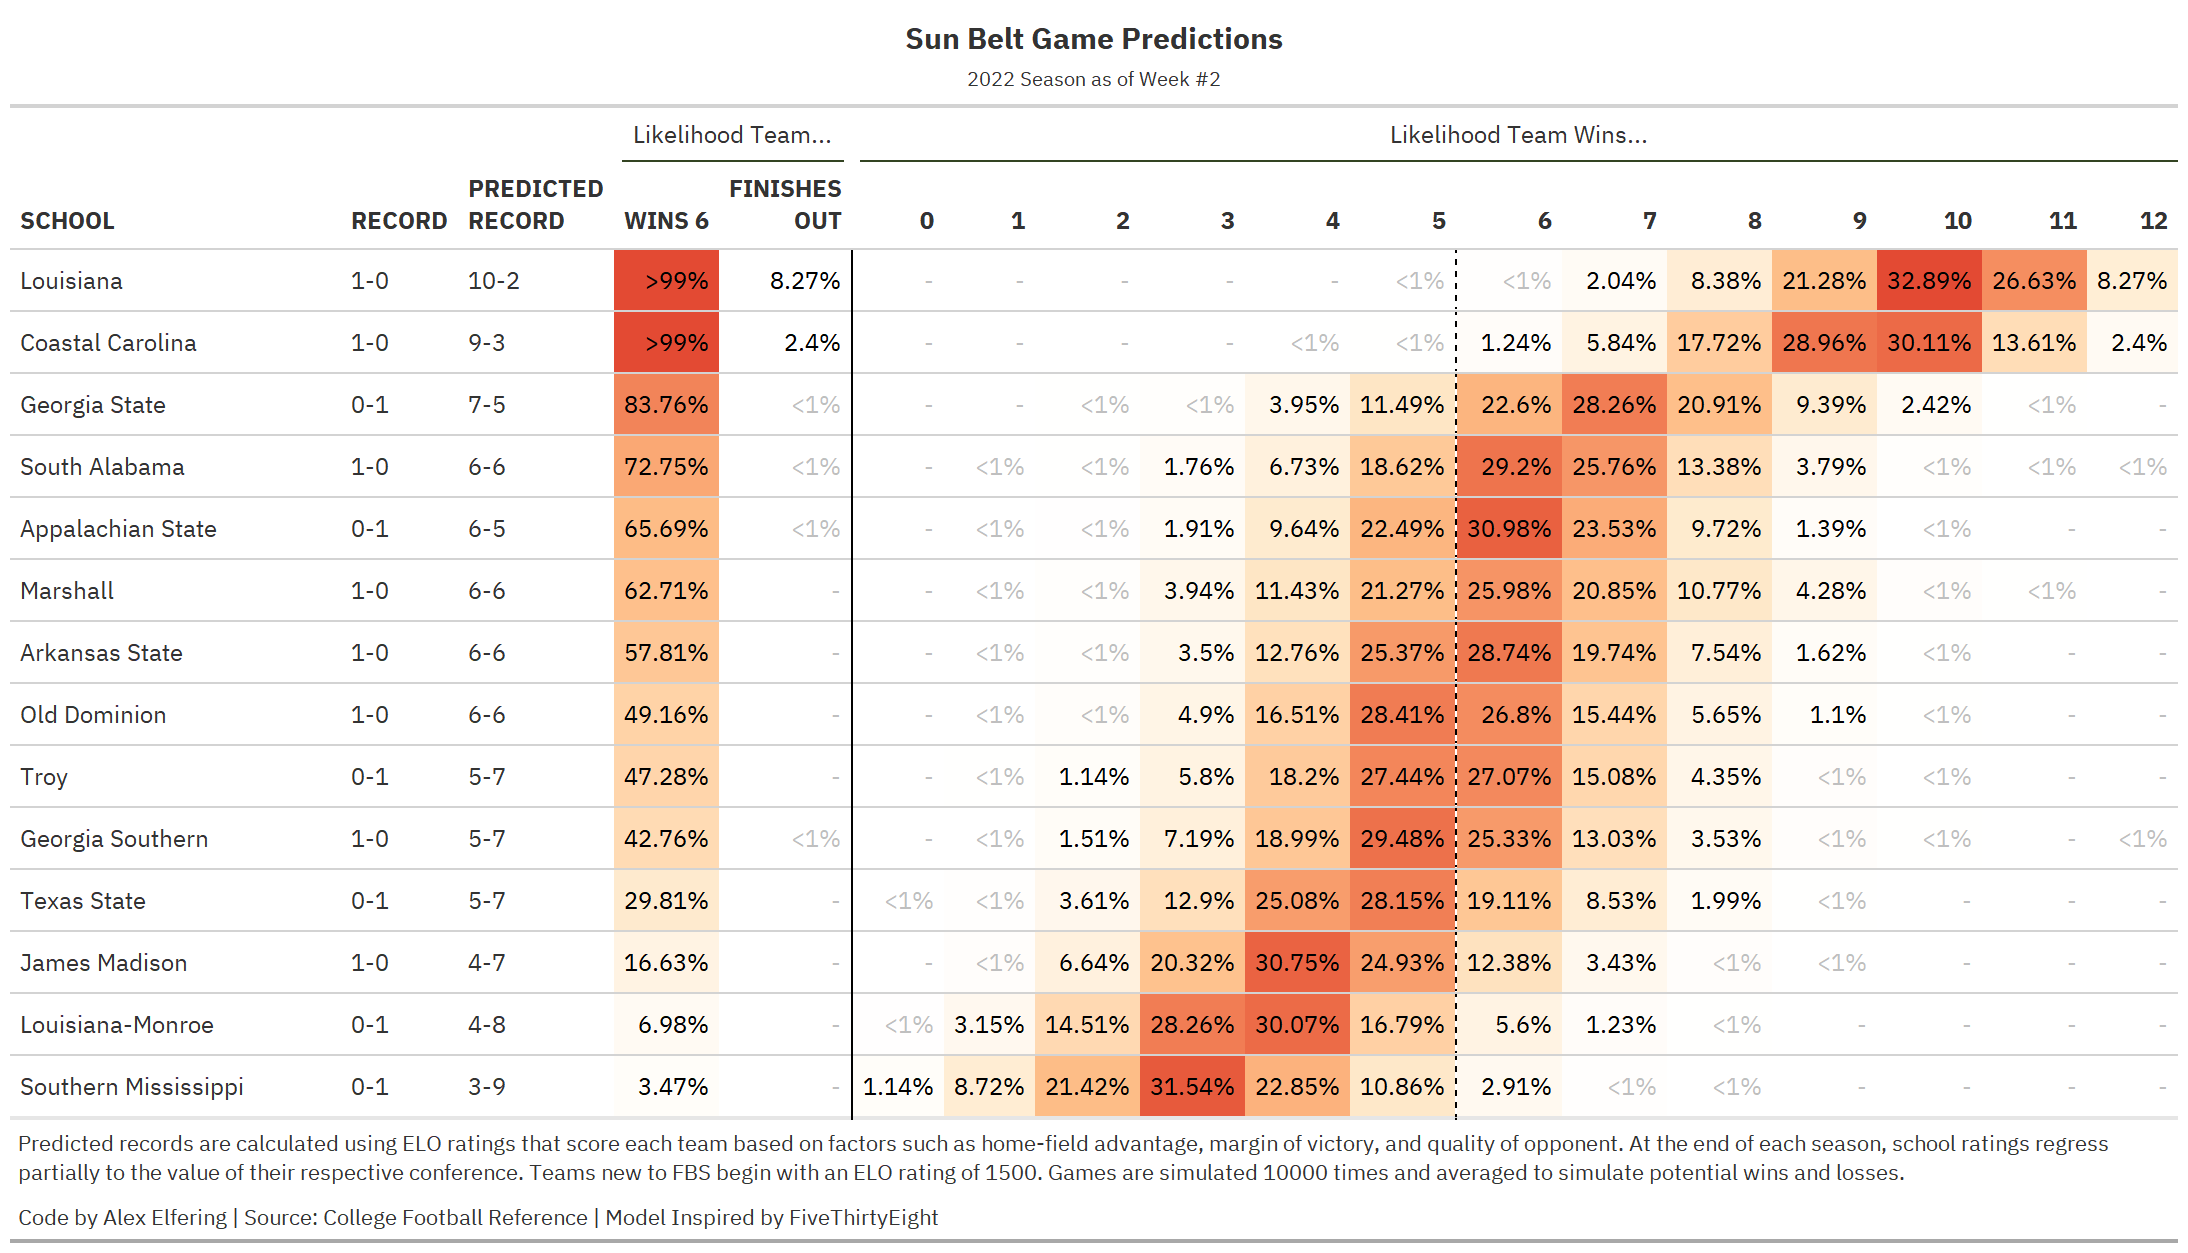 Sun Belt Game Predictions
2022 Season as of Week #2
Likelihood Team... Likelihood Team Wins...
SCHOOL RECORD PREDICTED RECORD WINS 6 FINISHES OUT 0 1 2 3 4 5 6 7 8 9 10 11 12
Louisiana 1-0 10-2 >99% 8.27% - - - - - <1% <1% 2.04% 8.38% 21.28% 32.89% 26.63% 8.27%
Coastal Carolina 1-0 9-3 >99% 2.4% - - - - <1% <1% 1.24% 5.84% 17.72% 28.96% 30.11% 13.61% 2.4%
Georgia State 0-1 7-5 83.76% <1% - - <1% <1% 3.95% 11.49% 22.6% 28.26% 20.91% 9.39% 2.42% <1% -
South Alabama 1-0 6-6 72.75% <1% - <1% <1% 1.76% 6.73% 18.62% 29.2% 25.76% 13.38% 3.79% <1% <1% <1%
Appalachian State 0-1 6-5 65.69% <1% - <1% <1% 1.91% 9.64% 22.49% 30.98% 23.53% 9.72% 1.39% <1% - -
Marshall 1-0 6-6 62.71% - - <1% <1% 3.94% 11.43% 21.27% 25.98% 20.85% 10.77% 4.28% <1% <1% -
Arkansas State 1-0 6-6 57.81% - - <1% <1% 3.5% 12.76% 25.37% 28.74% 19.74% 7.54% 1.62% <1% - -
Old Dominion 1-0 6-6 49.16% - - <1% <1% 4.9% 16.51% 28.41% 26.8% 15.44% 5.65% 1.1% <1% - -
Troy 0-1 5-7 47.28% - - <1% 1.14% 5.8% 18.2% 27.44% 27.07% 15.08% 4.35% <1% <1% - -
Georgia Southern 1-0 5-7 42.76% <1% - <1% 1.51% 7.19% 18.99% 29.48% 25.33% 13.03% 3.53% <1% <1% - <1%
Texas State 0-1 5-7 29.81% - <1% <1% 3.61% 12.9% 25.08% 28.15% 19.11% 8.53% 1.99% <1% - - -
James Madison 1-0 4-7 16.63% - - <1% 6.64% 20.32% 30.75% 24.93% 12.38% 3.43% <1% <1% - - -
Louisiana-Monroe 0-1 4-8 6.98% - <1% 3.15% 14.51% 28.26% 30.07% 16.79% 5.6% 1.23% <1% - - - -
Southern Mississippi 0-1 3-9 3.47% - 1.14% 8.72% 21.42% 31.54% 22.85% 10.86% 2.91% <1% <1% - - - -
Predicted records are calculated using ELO ratings that score each team based on factors such as home-field advantage, margin of victory, and quality of opponent. At the end of each season, school ratings regress
partially to the value of their respective conference. Teams new to FBS begin with an ELO rating of 1500. Games are simulated 10000 times and averaged to simulate potential wins and losses.
Code by Alex Elfering | Source: College Football Reference | Model Inspired by FiveThirtyEight